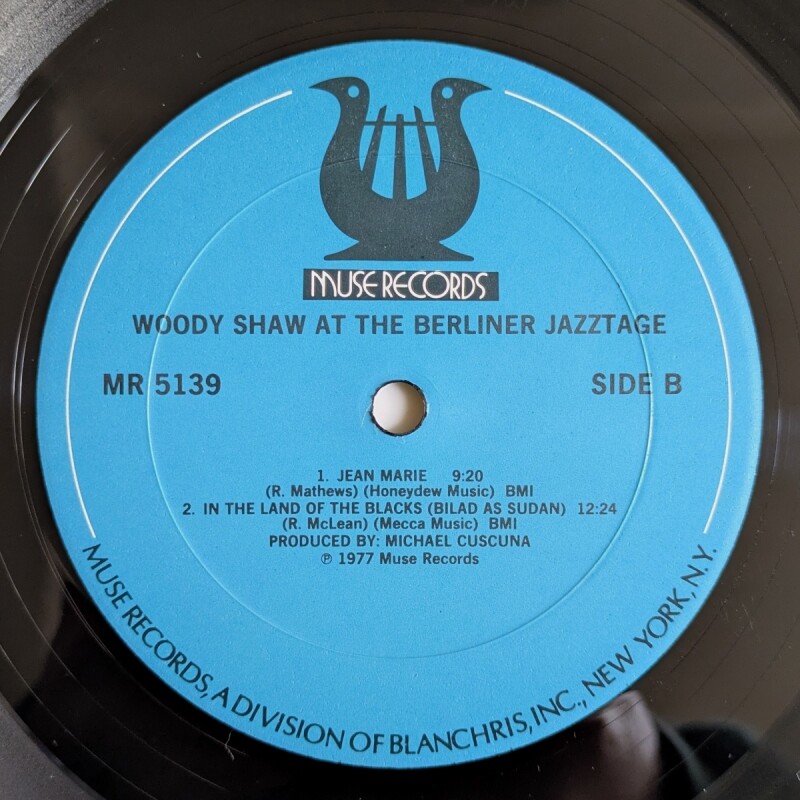 MUSE RECORDS
WOODY SHAW AT THE BERLINER JAZZTAGE
MR 5139
SIDE B
1. JEAN MARIE 9:20
(R. Mathews) (Honeydew Music) BMI
2. IN THE LAND OF THE BLACKS (BILAD AS SUDAN) 12:24
(R. McLean) (Mecca Music) BMI
PRODUCED BY: MICHAEL CUSCUNA
℗ 1977 Muse Records
MUSE RECORDS, A DIVISION OF BLANCHRIS, INC., NEW YORK, N.Y.